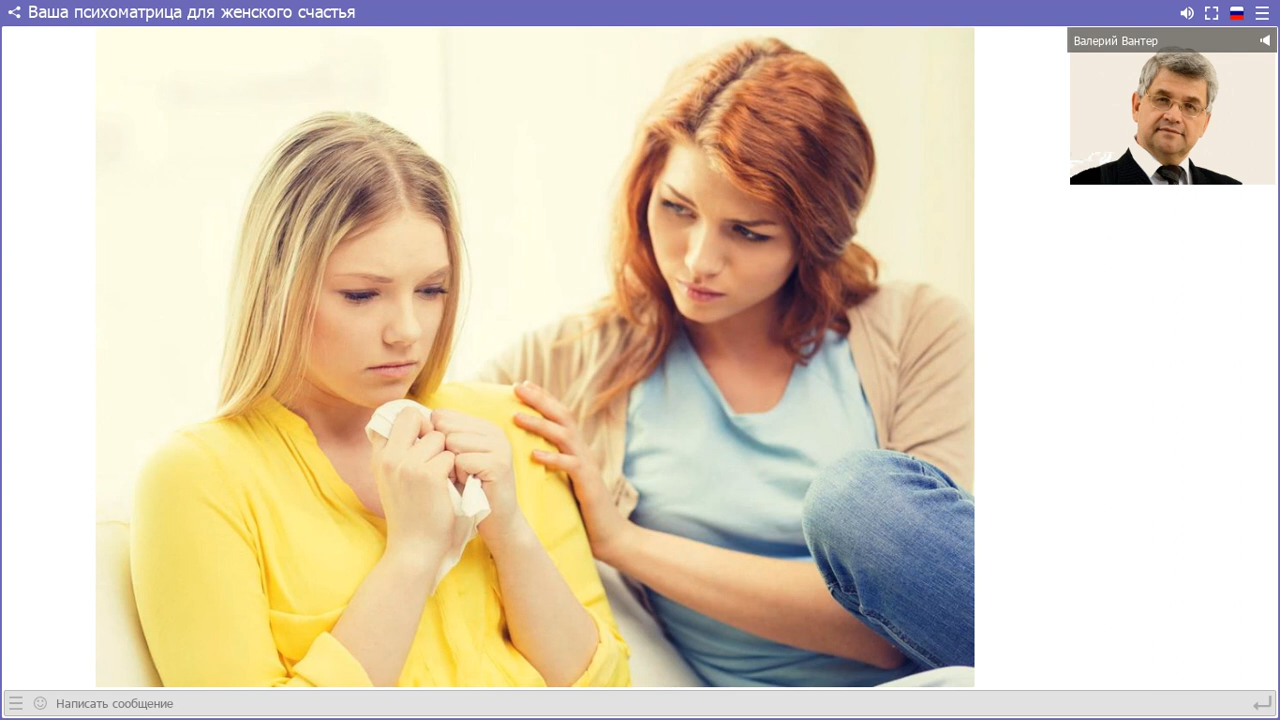 Ваша психоматрица для женского счастья
Валерий Вантер
Написать сообщение